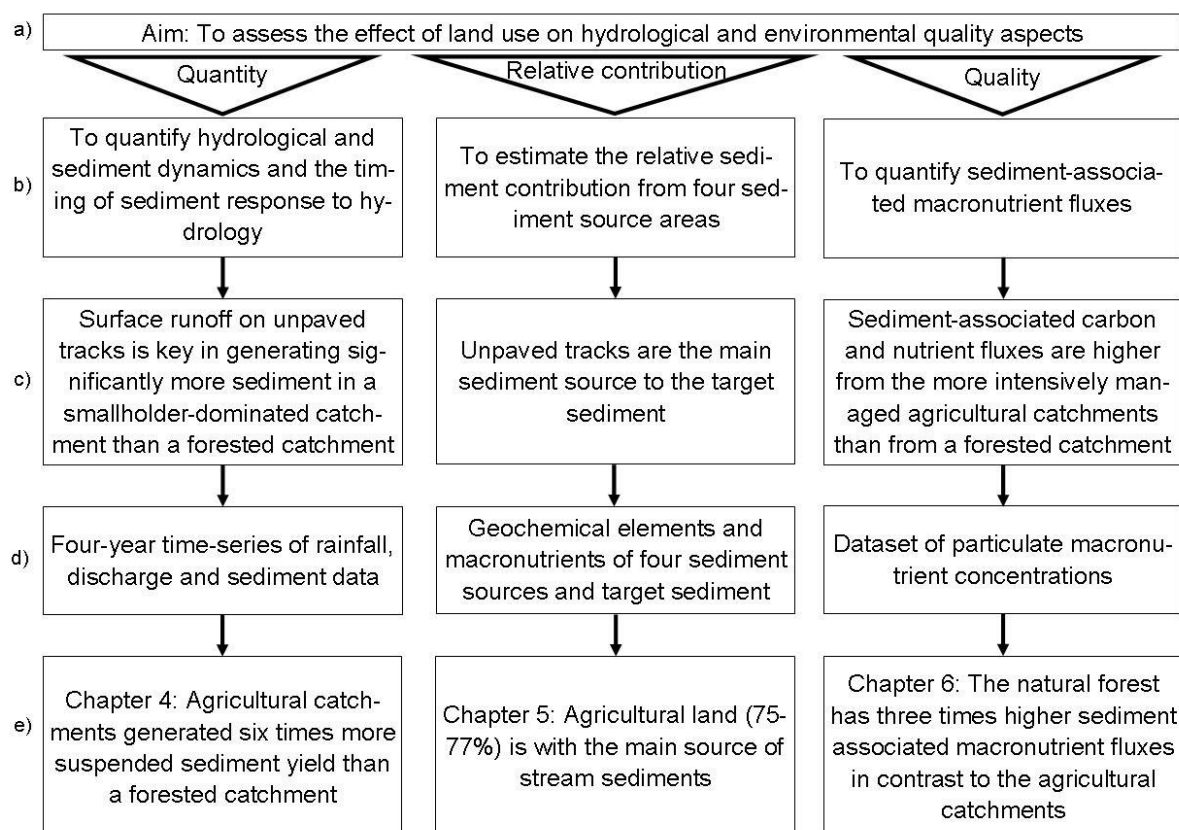 a)
Aim: To assess the effect of land use on hydrological and environmental quality aspects
Quantity
Relative contribution
Quality
b)
To quantify hydrological and
sediment dynamics and the tim-
ing of sediment response to hy-
drology
To estimate the relative sedi-
ment contribution from four sed-
iment source areas
To quantify sediment-associa-
ted macronutrient fluxes
c)
Surface runoff on unpaved
tracks is key in generating sig-
nificantly more sediment in a
smallholder-dominated catch-
ment than a forested catchment
Unpaved tracks are the main
sediment source to the target
sediment
Sediment-associated carbon
and nutrient fluxes are higher
from the more intensively man-
aged agricultural catchments
than from a forested catchment
d)
Four-year time-series of rainfall,
discharge and sediment data
Geochemical elements and
macronutrients of four sediment
sources and target sediment
Dataset of particulate macronu-
trient concentrations
e)
Chapter 4: Agricultural catch-
ments generated six times more
suspended sediment yield than
a forested catchment
Chapter 5: Agricultural land (75-
77%) is with the main source of
stream sediments
Chapter 6: The natural forest
has three times higher sediment
associated macronutrient fluxes
in contrast to the agricultural
catchments